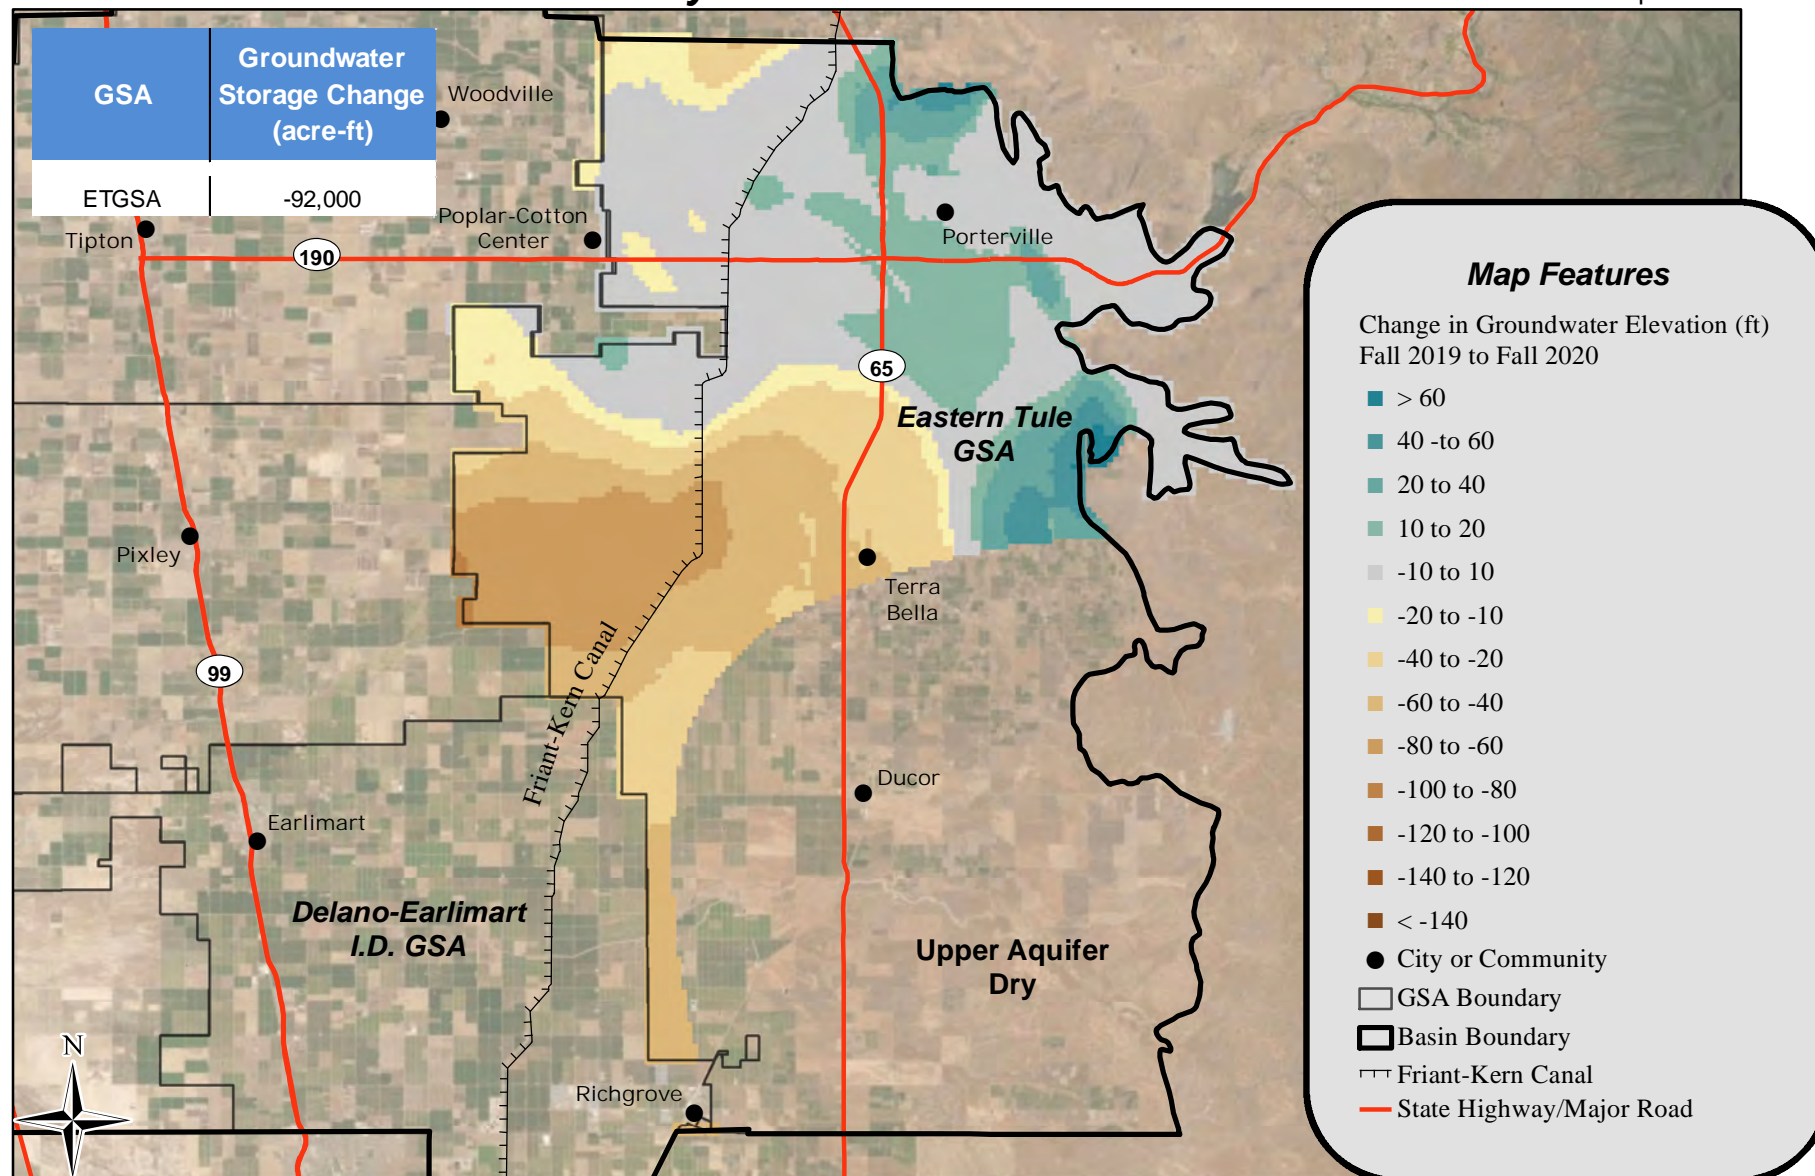 GSA
Groundwater
Storage Change
(acre-ft)
ETGSA
-92,000
Woodville
Poplar-Cotton
Center
Tipton
190
Porterville
65
Eastern Tule
GSA
Pixley
Terra
Bella
99
Friant-Kern Canal
Ducor
Earlimart
Delano-Earlimart
I.D. GSA
Upper Aquifer
Dry
Richgrove
N
Map Features
Change in Groundwater Elevation (ft)
Fall 2019 to Fall 2020
> 60
40 -to 60
20 to 40
10 to 20
-10 to 10
-20 to -10
-40 to -20
-60 to -40
-80 to -60
-100 to -80
-120 to -100
-140 to -120
< -140
City or Community
GSA Boundary
Basin Boundary
Friant-Kern Canal
State Highway/Major Road